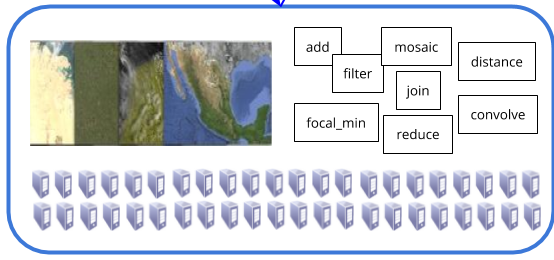 add
mosaic
filter
distance
join
focal_min
convolve
reduce